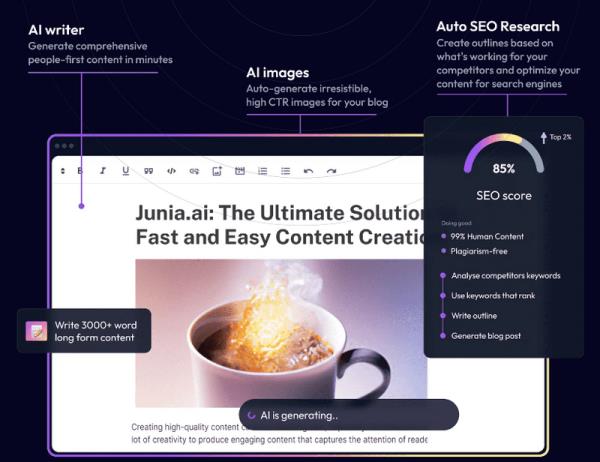 AI writer
Generate comprehensive
people-first content in minutes
AI images
Auto-generate irresistible,
high CTR images for your blog
Auto SEO Research
Create outlines based on
what's working for your
competitors and optimize your
content for search engines
Top 2%
85%
SEO score
Doing good:
99% Human Content
Plagiarism-free
Analyse competitors keywords
Use keywords that rank
Write outline
Generate blog post
B I U
Junia.ai: The Ultimate Solution
Fast and Easy Content Creatio
Write 3000+ word
long form content
AI is generating..
Creating high-quality content
lot of creativity to produce engaging content that captures the attention of